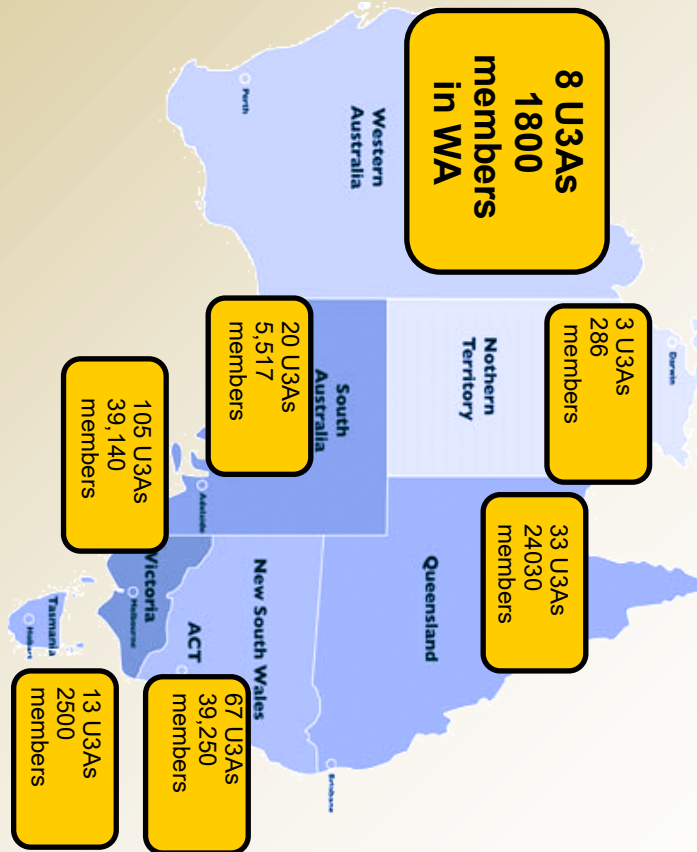 8 U3As
1800
members
in WA
3 U3As
286
members
Darwin
33 U3As
24030
members
Western
Australia
Nothern
Territory
Queensland
Perth
20 U3As
5,517
members
South
Australia
Brisbane
New South Wales
Adelaide
105 U3As
39,140
members
ACT
67 U3As
39,250
members
Victoria
Melbourne
Tasmania
Hobart
13 U3As
2500
members